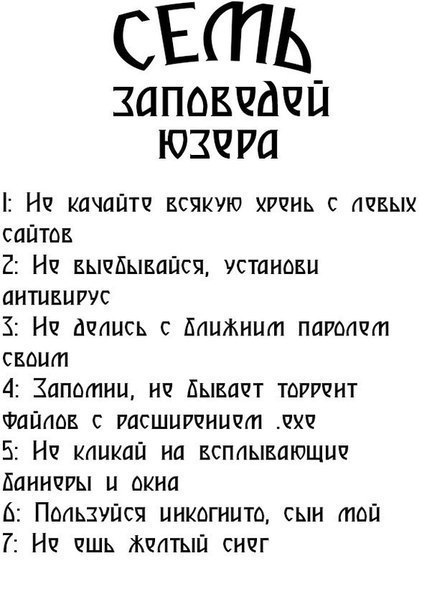 СЕМЬ
ЗАПОВЕДЕЙ
ЮЗЕРА
1: Не качайте всякую хрень с левых
сайтов
2: Не выебывайся, установи
антивирус
3: Не делись с ближним паролем
своим
4: Запомни, не бывает торрент
файлов с расширением .exe
5: Не кликай на всплывающие
баннеры и окна
6: Пользуйся инкогнито, сын мой
7: Не ешь желтый снег